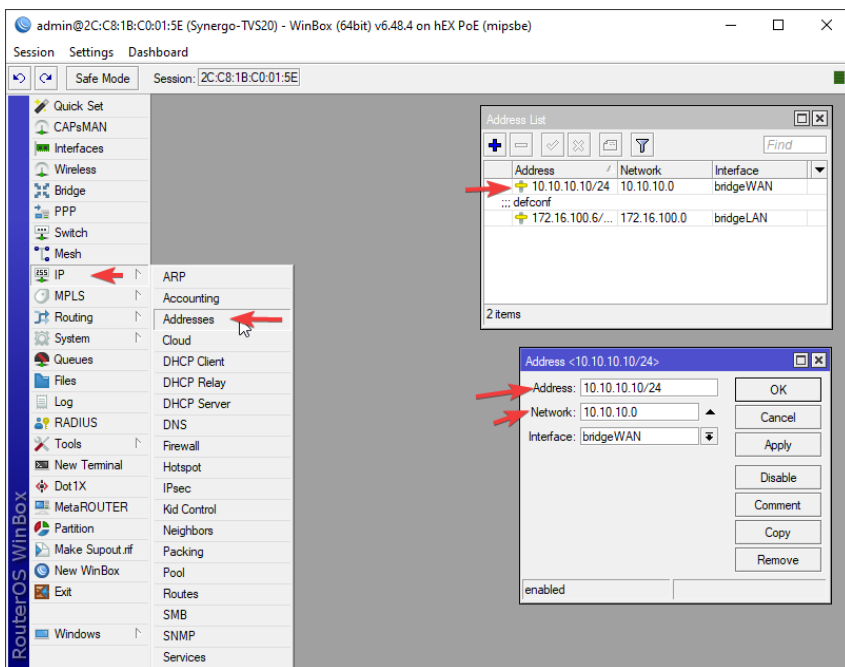 admin@2C:C8:1B:C0:01:5E (Synergo-TVS20) - WinBox (64bit) v6.48.4 on hEX PoE (mipsbe)
Session Settings Dashboard
Safe Mode Session: 2C:C8:1B:C0:01:5E
Quick Set
CAPsMAN
Interfaces
Wireless
Bridge
PPP
Switch
Mesh
IP
MPLS
Routing
System
Queues
Files
Log
RADIUS
Tools
New Terminal
Dot1X
MetaROUTER
Partition
Make Supout.rif
New WinBox
Exit
Windows
RouterOS WinBox
ARP
Accounting
Addresses
Cloud
DHCP Client
DHCP Relay
DHCP Server
DNS
Firewall
Hotspot
IPsec
Kid Control
Neighbors
Packing
Pool
Routes
SMB
SNMP
Services
Address List
Find
Address Network Interface
10.10.10.10/24 10.10.10.0 bridgeWAN
;;; defconf
172.16.100.6/... 172.16.100.0 bridgeLAN
2 items
Address <10.10.10.10/24>
Address: 10.10.10.10/24
Network: 10.10.10.0
Interface: bridgeWAN
OK
Cancel
Apply
Disable
Comment
Copy
Remove
enabled